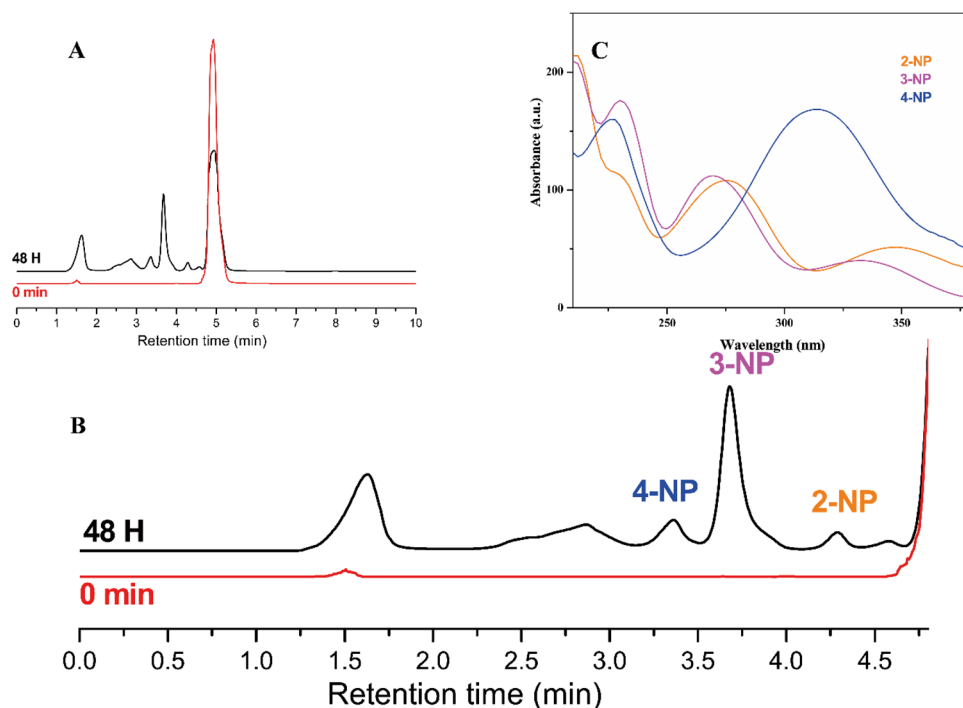 A
48 H
0 min
0 1 2 3 4 5 6 7 8 9 10
Retention time (min)
C
2-NP
3-NP
4-NP
200
100
0
Absorbance (a.u.)
250 300 350
Wavelength (nm)
B
3-NP
4-NP
2-NP
48 H
0 min
0.0 0.5 1.0 1.5 2.0 2.5 3.0 3.5 4.0 4.5
Retention time (min)